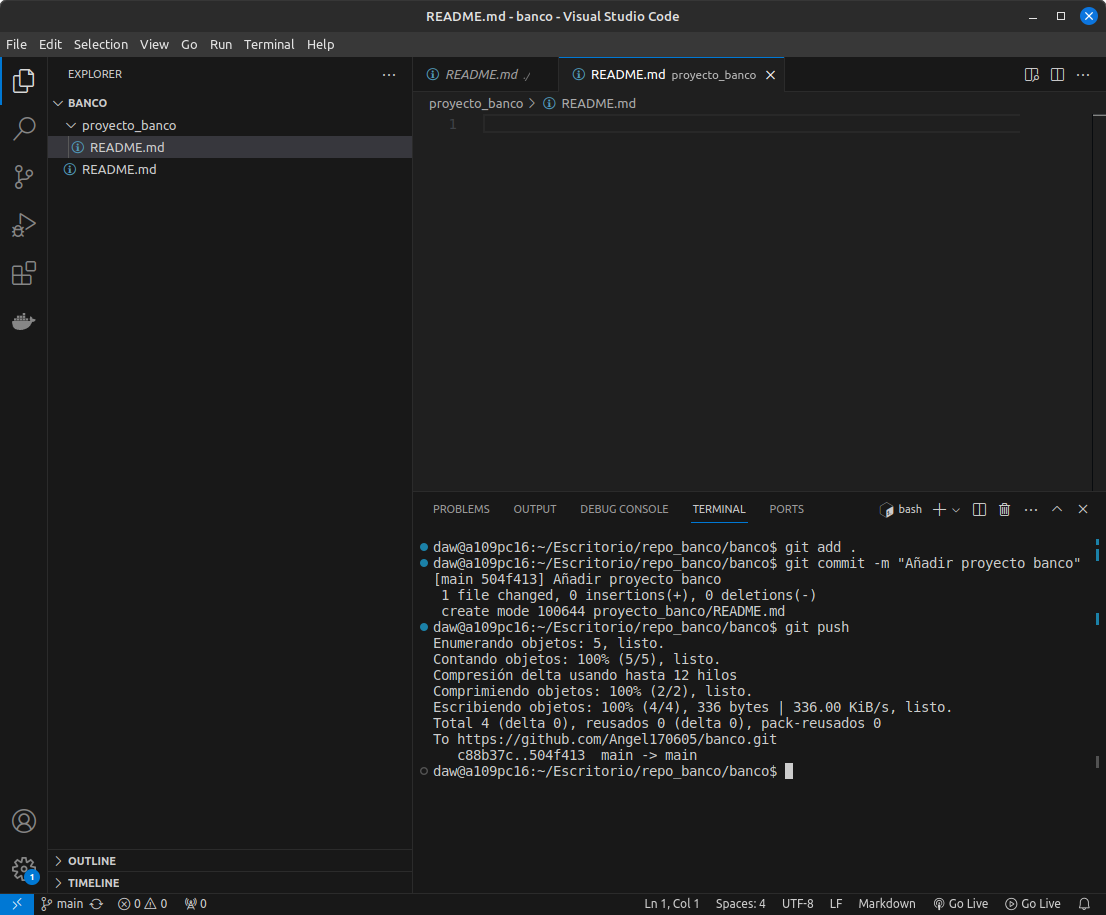 README.md - banco - Visual Studio Code
File Edit Selection View Go Run Terminal Help
EXPLORER
BANCO
proyecto_banco
README.md
README.md
README.md ./
README.md proyecto_banco
proyecto_banco > README.md
1
PROBLEMS OUTPUT DEBUG CONSOLE TERMINAL PORTS
bash
daw@a109pc16:~/Escritorio/repo_banco/banco$ git add .
daw@a109pc16:~/Escritorio/repo_banco/banco$ git commit -m "Añadir proyecto banco"
[main 504f413] Añadir proyecto banco
 1 file changed, 0 insertions(+), 0 deletions(-)
 create mode 100644 proyecto_banco/README.md
daw@a109pc16:~/Escritorio/repo_banco/banco$ git push
Enumerando objetos: 5, listo.
Contando objetos: 100% (5/5), listo.
Compresión delta usando hasta 12 hilos
Comprimiendo objetos: 100% (2/2), listo.
Escribiendo objetos: 100% (4/4), 336 bytes | 336.00 KiB/s, listo.
Total 4 (delta 0), reusados 0 (delta 0), pack-reusados 0
To https://github.com/Angel170605/banco.git
   c88b37c..504f413  main -> main
daw@a109pc16:~/Escritorio/repo_banco/banco$
1
OUTLINE
TIMELINE
main 0 0 0 Ln 1, Col 1 Spaces: 4 UTF-8 LF Markdown Go Live Go Live